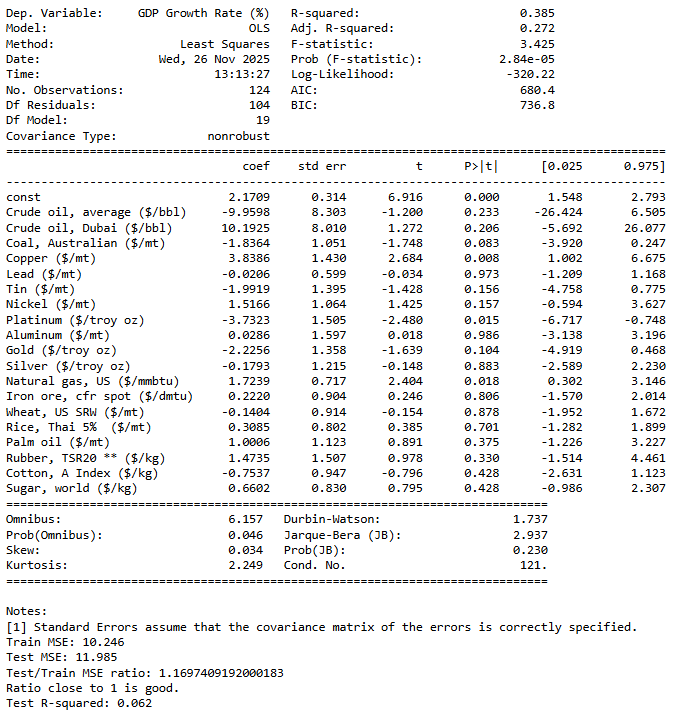 Dep. Variable: GDP Growth Rate (%) R-squared: 0.385
Model: OLS Adj. R-squared: 0.272
Method: Least Squares F-statistic: 3.425
Date: Wed, 26 Nov 2025 Prob (F-statistic): 2.84e-05
Time: 13:13:27 Log-Likelihood: -320.22
No. Observations: 124 AIC: 680.4
Df Residuals: 104 BIC: 736.8
Df Model: 19
Covariance Type: nonrobust
==========================================================================================
coef std err t P>|t| [0.025 0.975]
------------------------------------------------------------------------------------------
const 2.1709 0.314 6.916 0.000 1.548 2.793
Crude oil, average ($/bbl) -9.9598 8.303 -1.200 0.233 -26.424 6.505
Crude oil, Dubai ($/bbl) 10.1925 8.010 1.272 0.206 -5.692 26.077
Coal, Australian ($/mt) -1.8364 1.051 -1.748 0.083 -3.920 0.247
Copper ($/mt) 3.8386 1.430 2.684 0.008 1.002 6.675
Lead ($/mt) -0.0206 0.599 -0.034 0.973 -1.209 1.168
Tin ($/mt) -1.9919 1.395 -1.428 0.156 -4.758 0.775
Nickel ($/mt) 1.5166 1.064 1.425 0.157 -0.594 3.627
Platinum ($/troy oz) -3.7323 1.505 -2.480 0.015 -6.717 -0.748
Aluminum ($/mt) 0.0286 1.597 0.018 0.986 -3.138 3.196
Gold ($/troy oz) -2.2256 1.358 -1.639 0.104 -4.919 0.468
Silver ($/troy oz) -0.1793 1.215 -0.148 0.883 -2.589 2.230
Natural gas, US ($/mmbtu) 1.7239 0.717 2.404 0.018 0.302 3.146
Iron ore, cfr spot ($/dmtu) 0.2220 0.904 0.246 0.806 -1.570 2.014
Wheat, US SRW ($/mt) -0.1404 0.914 -0.154 0.878 -1.952 1.672
Rice, Thai 5% ($/mt) 0.3085 0.802 0.385 0.701 -1.282 1.899
Palm oil ($/mt) 1.0006 1.123 0.891 0.375 -1.226 3.227
Rubber, TSR20 ** ($/kg) 1.4735 1.507 0.978 0.330 -1.514 4.461
Cotton, A Index ($/kg) -0.7537 0.947 -0.796 0.428 -2.631 1.123
Sugar, world ($/kg) 0.6602 0.830 0.795 0.428 -0.986 2.307
==============================================================================
Omnibus: 6.157 Durbin-Watson: 1.737
Prob(Omnibus): 0.046 Jarque-Bera (JB): 2.937
Skew: 0.034 Prob(JB): 0.230
Kurtosis: 2.249 Cond. No. 121.
==============================================================================
Notes:
[1] Standard Errors assume that the covariance matrix of the errors is correctly specified.
Train MSE: 10.246
Test MSE: 11.985
Test/Train MSE ratio: 1.1697409192000183
Ratio close to 1 is good.
Test R-squared: 0.062